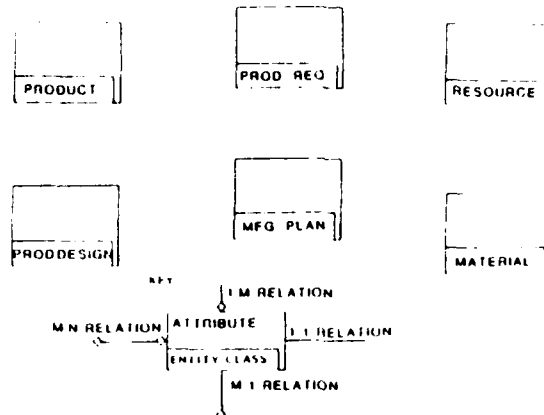 PRODUCT
PROD REQ
RESOURCE
PRODDESIGN
MFG PLAN
MATERIAL
KEY
1 M RELATION
M N RELATION
ATTRIBUTE
1 1 RELATION
ENTITY CLASS
M 1 RELATION